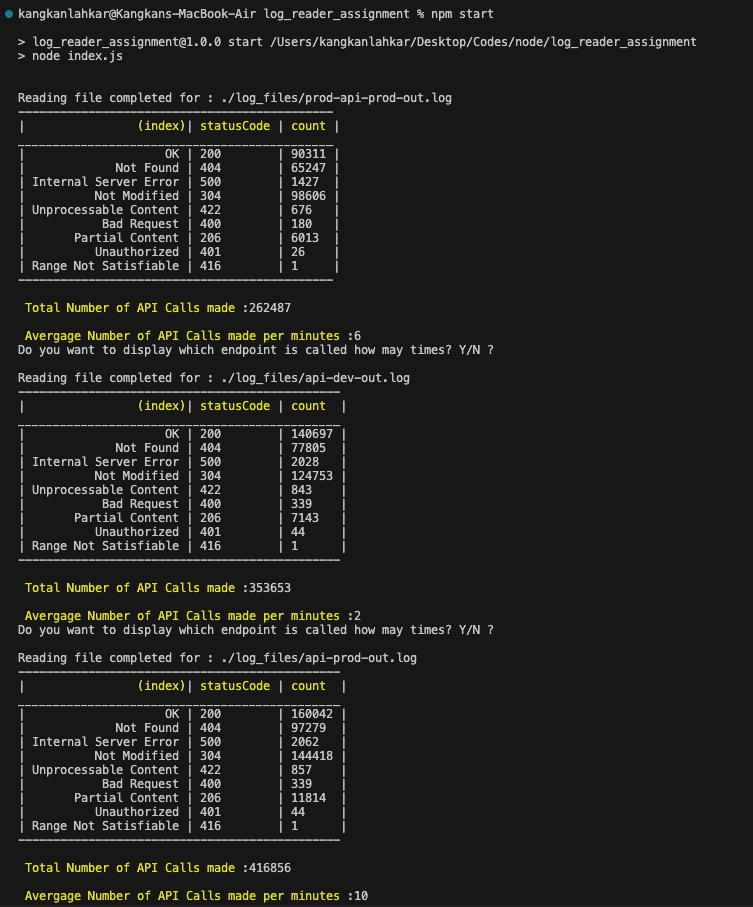 kangkanlahkar@Kangkans-MacBook-Air log_reader_assignment % npm start
> log_reader_assignment@1.0.0 start /Users/kangkanlahkar/Desktop/Codes/node/log_reader_assignment
> node index.js
Reading file completed for : ./log_files/prod-api-prod-out.log
| (index)| statusCode | count |
| OK | 200 | 90311 |
| Not Found | 404 | 65247 |
| Internal Server Error | 500 | 1427 |
| Not Modified | 304 | 98606 |
| Unprocessable Content | 422 | 676 |
| Bad Request | 400 | 180 |
| Partial Content | 206 | 6013 |
| Unauthorized | 401 | 26 |
| Range Not Satisfiable | 416 | 1 |
Total Number of API Calls made :262487
Avergage Number of API Calls made per minutes :6
Do you want to display which endpoint is called how may times? Y/N ?
Reading file completed for : ./log_files/api-dev-out.log
| (index)| statusCode | count |
| OK | 200 | 140697 |
| Not Found | 404 | 77805 |
| Internal Server Error | 500 | 2028 |
| Not Modified | 304 | 124753 |
| Unprocessable Content | 422 | 843 |
| Bad Request | 400 | 339 |
| Partial Content | 206 | 7143 |
| Unauthorized | 401 | 44 |
| Range Not Satisfiable | 416 | 1 |
Total Number of API Calls made :353653
Avergage Number of API Calls made per minutes :2
Do you want to display which endpoint is called how may times? Y/N ?
Reading file completed for : ./log_files/api-prod-out.log
| (index)| statusCode | count |
| OK | 200 | 160042 |
| Not Found | 404 | 97279 |
| Internal Server Error | 500 | 2062 |
| Not Modified | 304 | 144418 |
| Unprocessable Content | 422 | 857 |
| Bad Request | 400 | 339 |
| Partial Content | 206 | 11814 |
| Unauthorized | 401 | 44 |
| Range Not Satisfiable | 416 | 1 |
Total Number of API Calls made :416856
Avergage Number of API Calls made per minutes :10